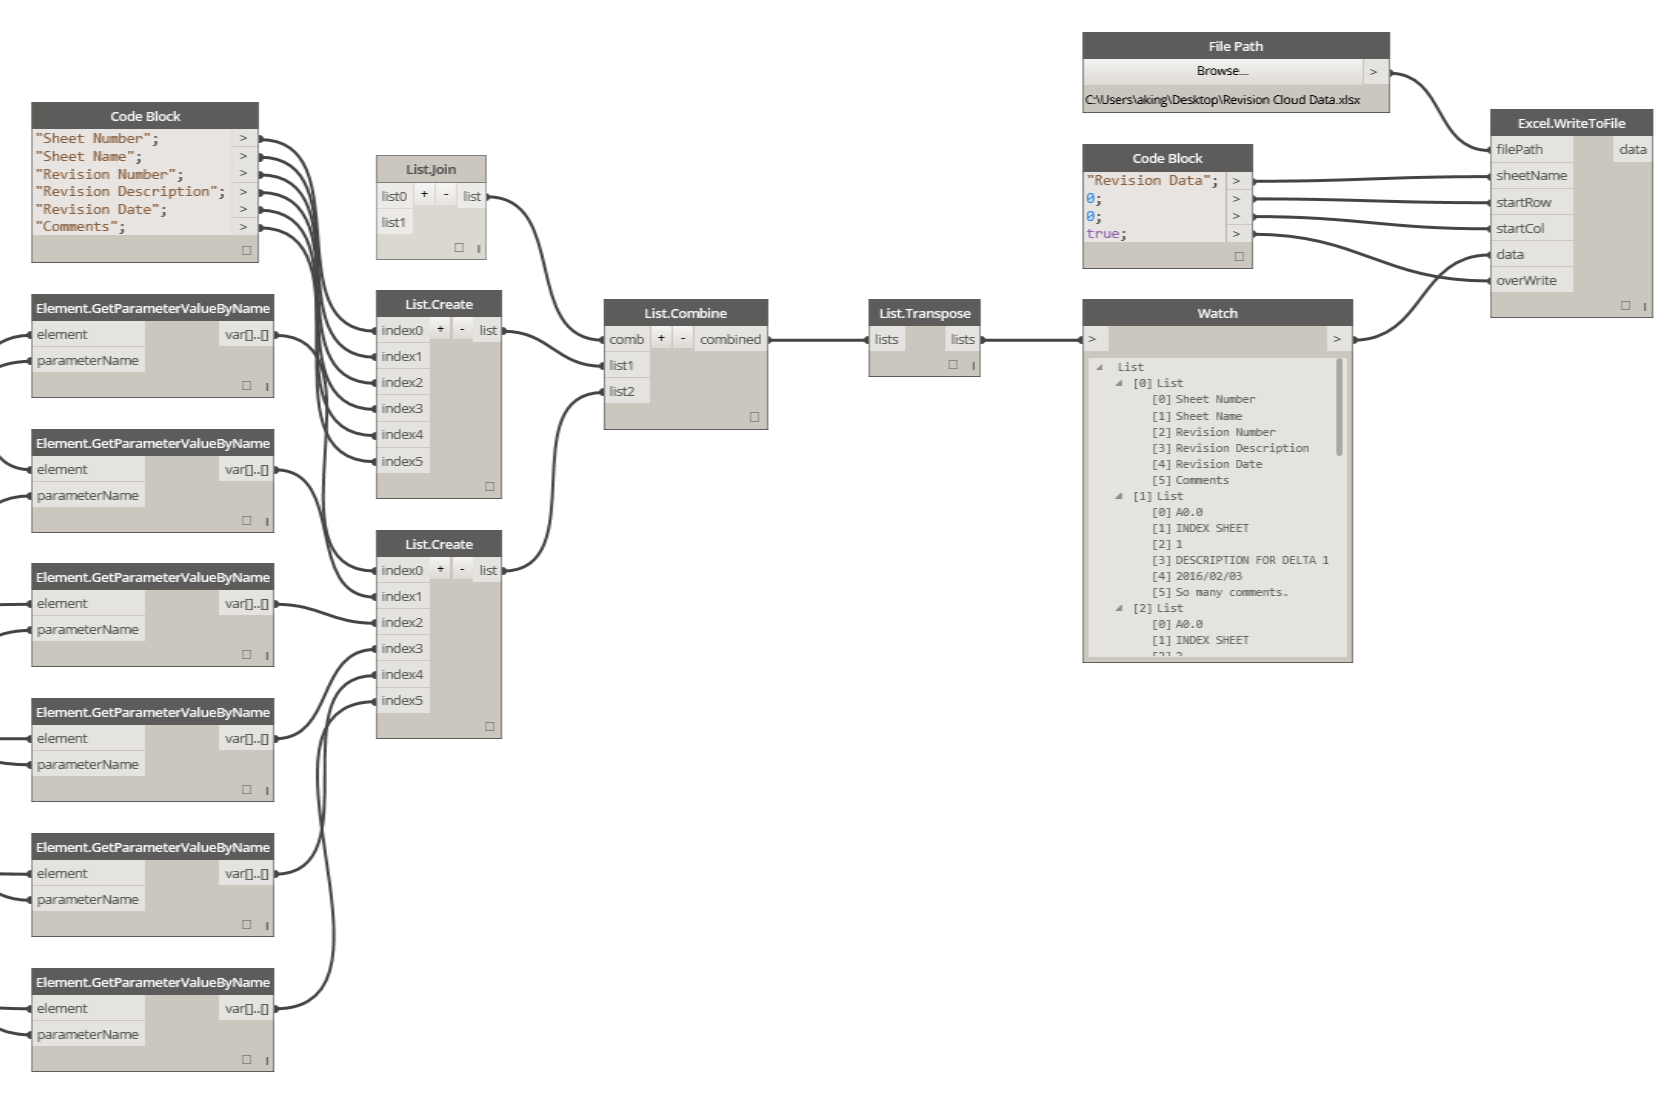 Code Block
"Sheet Number"; >
"Sheet Name"; >
"Revision Number"; >
"Revision Description"; >
"Revision Date"; >
"Comments"; >
Element.GetParameterValueByName
element var[]..[]
parameterName
Element.GetParameterValueByName
element var[]..[]
parameterName
Element.GetParameterValueByName
element var[]..[]
parameterName
Element.GetParameterValueByName
element var[]..[]
parameterName
Element.GetParameterValueByName
element var[]..[]
parameterName
Element.GetParameterValueByName
element var[]..[]
parameterName
List.Join
list0 + - list
list1
List.Create
index0 + - list
index1
index2
index3
index4
index5
List.Create
index0 + - list
index1
index2
index3
index4
index5
List.Combine
comb + - combined
list1
list2
List.Transpose
lists lists
File Path
Browse... >
C:\Users\aking\Desktop\Revision Cloud Data.xlsx
Code Block
"Revision Data"; >
0; >
0; >
true; >
Watch
> >
List
[0] List
[0] Sheet Number
[1] Sheet Name
[2] Revision Number
[3] Revision Description
[4] Revision Date
[5] Comments
[1] List
[0] A0.0
[1] INDEX SHEET
[2] 1
[3] DESCRIPTION FOR DELTA 1
[4] 2016/02/03
[5] So many comments.
[2] List
[0] A0.0
[1] INDEX SHEET
Excel.WriteToFile
filePath data
sheetName
startRow
startCol
data
overWrite